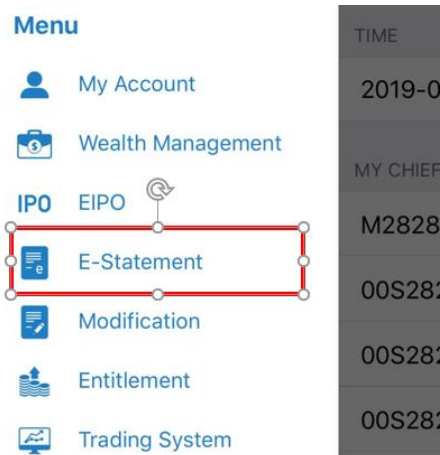 Menu
My Account
Wealth Management
IPO EIPO
E-Statement
Modification
Entitlement
Trading System
TIME
2019-0
MY CHIEF
M2828
00S282
00S282
00S282